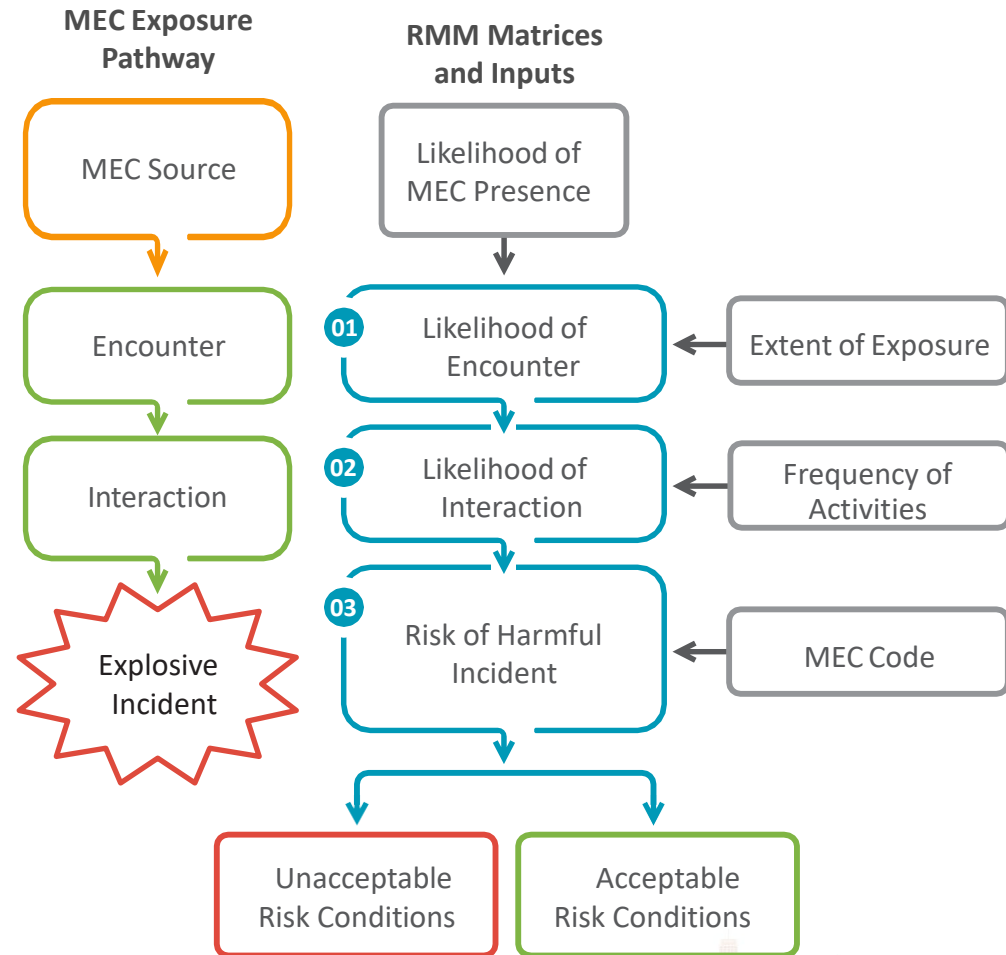 MEC Exposure
Pathway
MEC Source
Encounter
Interaction
Explosive
Incident
RMM Matrices
and Inputs
Likelihood of
MEC Presence
01
Likelihood of
Encounter
Extent of Exposure
02
Likelihood of
Interaction
Frequency of
Activities
03
Risk of Harmful
Incident
MEC Code
Unacceptable
Risk Conditions
Acceptable
Risk Conditions